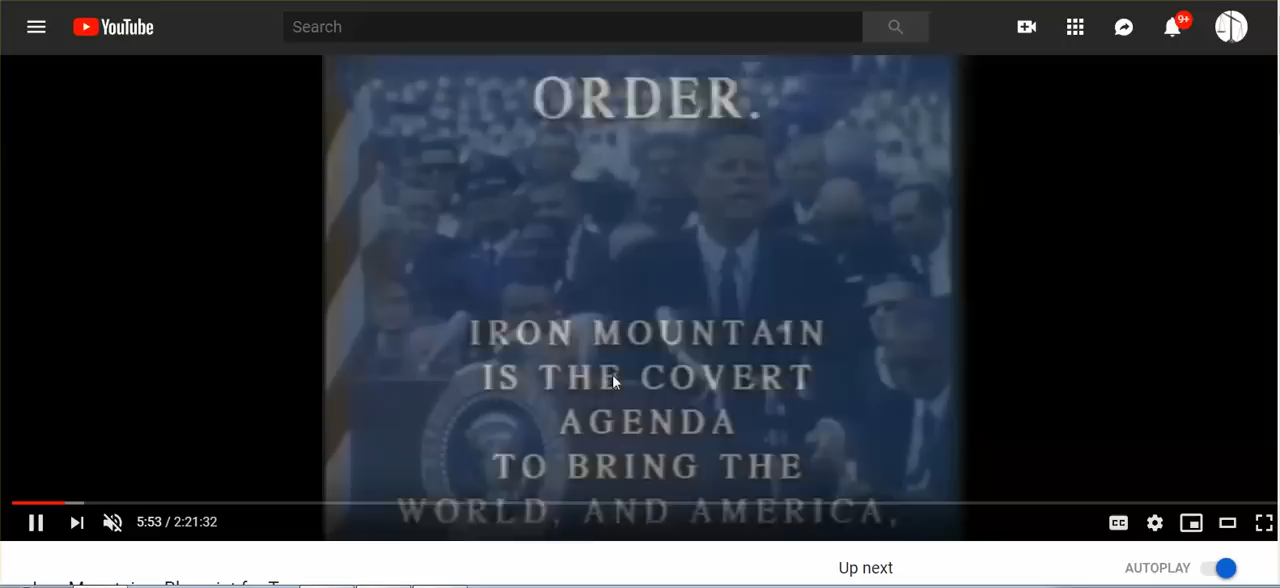 YouTube
Search
9+
ORDER.
IRON MOUNTAIN
IS THE COVERT
AGENDA
TO BRING THE
WORLD, AND AMERICA,
5:53 / 2:21:32
CC
Up next
AUTOPLAY